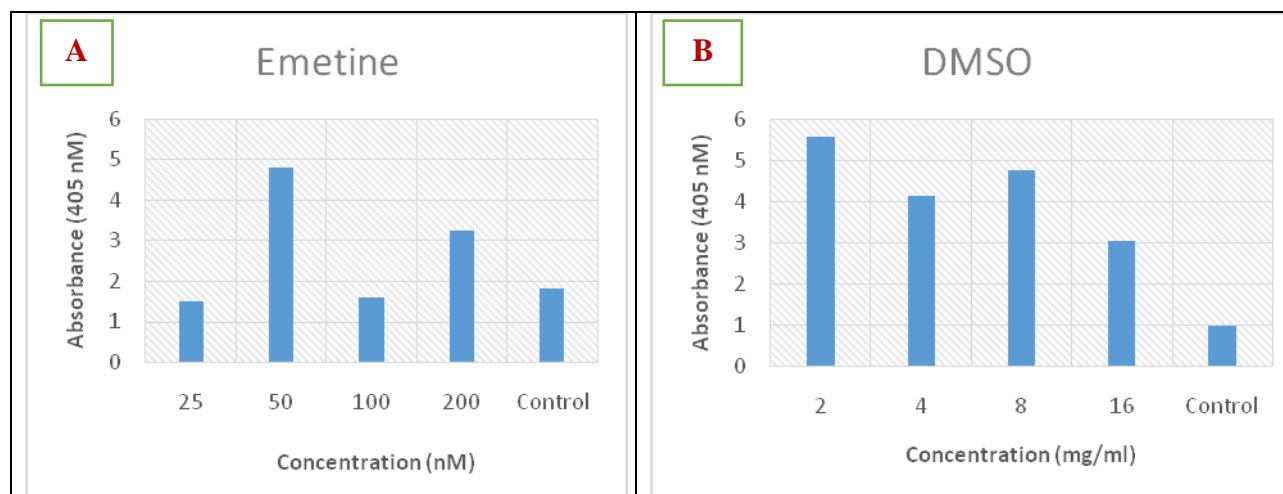 A
Emetine
Absorbance (405 nM)
6
5
4
3
2
1
0
25 50 100 200 Control
Concentration (nM)
B
DMSO
Absorbance (405 nM)
6
5
4
3
2
1
0
2 4 8 16 Control
Concentration (mg/ml)